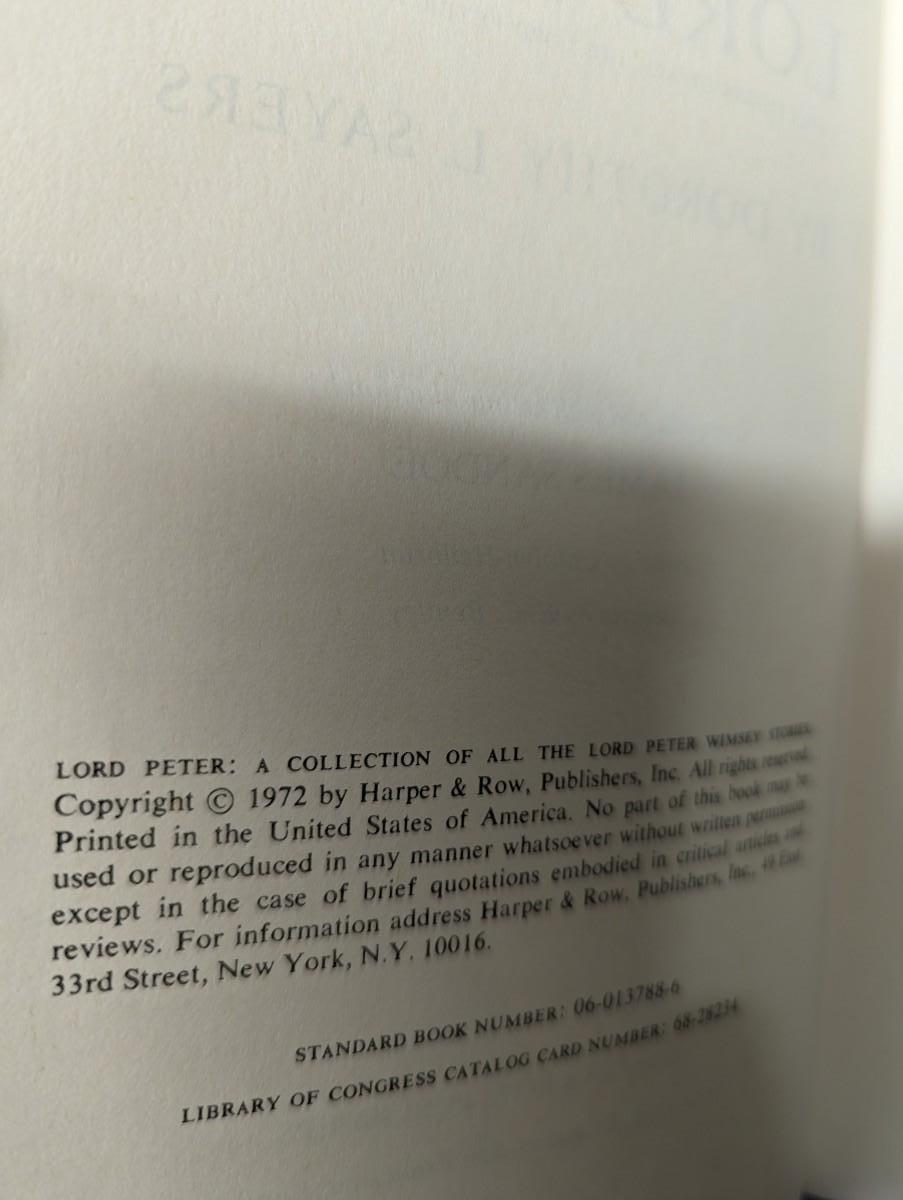 LORD PETER: A COLLECTION OF ALL THE LORD PETER WIMSEY STORIES.
Copyright © 1972 by Harper & Row, Publishers, Inc. All rights reserved.
Printed in the United States of America. No part of this book may be
used or reproduced in any manner whatsoever without written permission
except in the case of brief quotations embodied in critical articles and
reviews. For information address Harper & Row, Publishers, Inc., 49 East
33rd Street, New York, N.Y. 10016.
STANDARD BOOK NUMBER: 06-013788-6
LIBRARY OF CONGRESS CATALOG CARD NUMBER: 68-28234